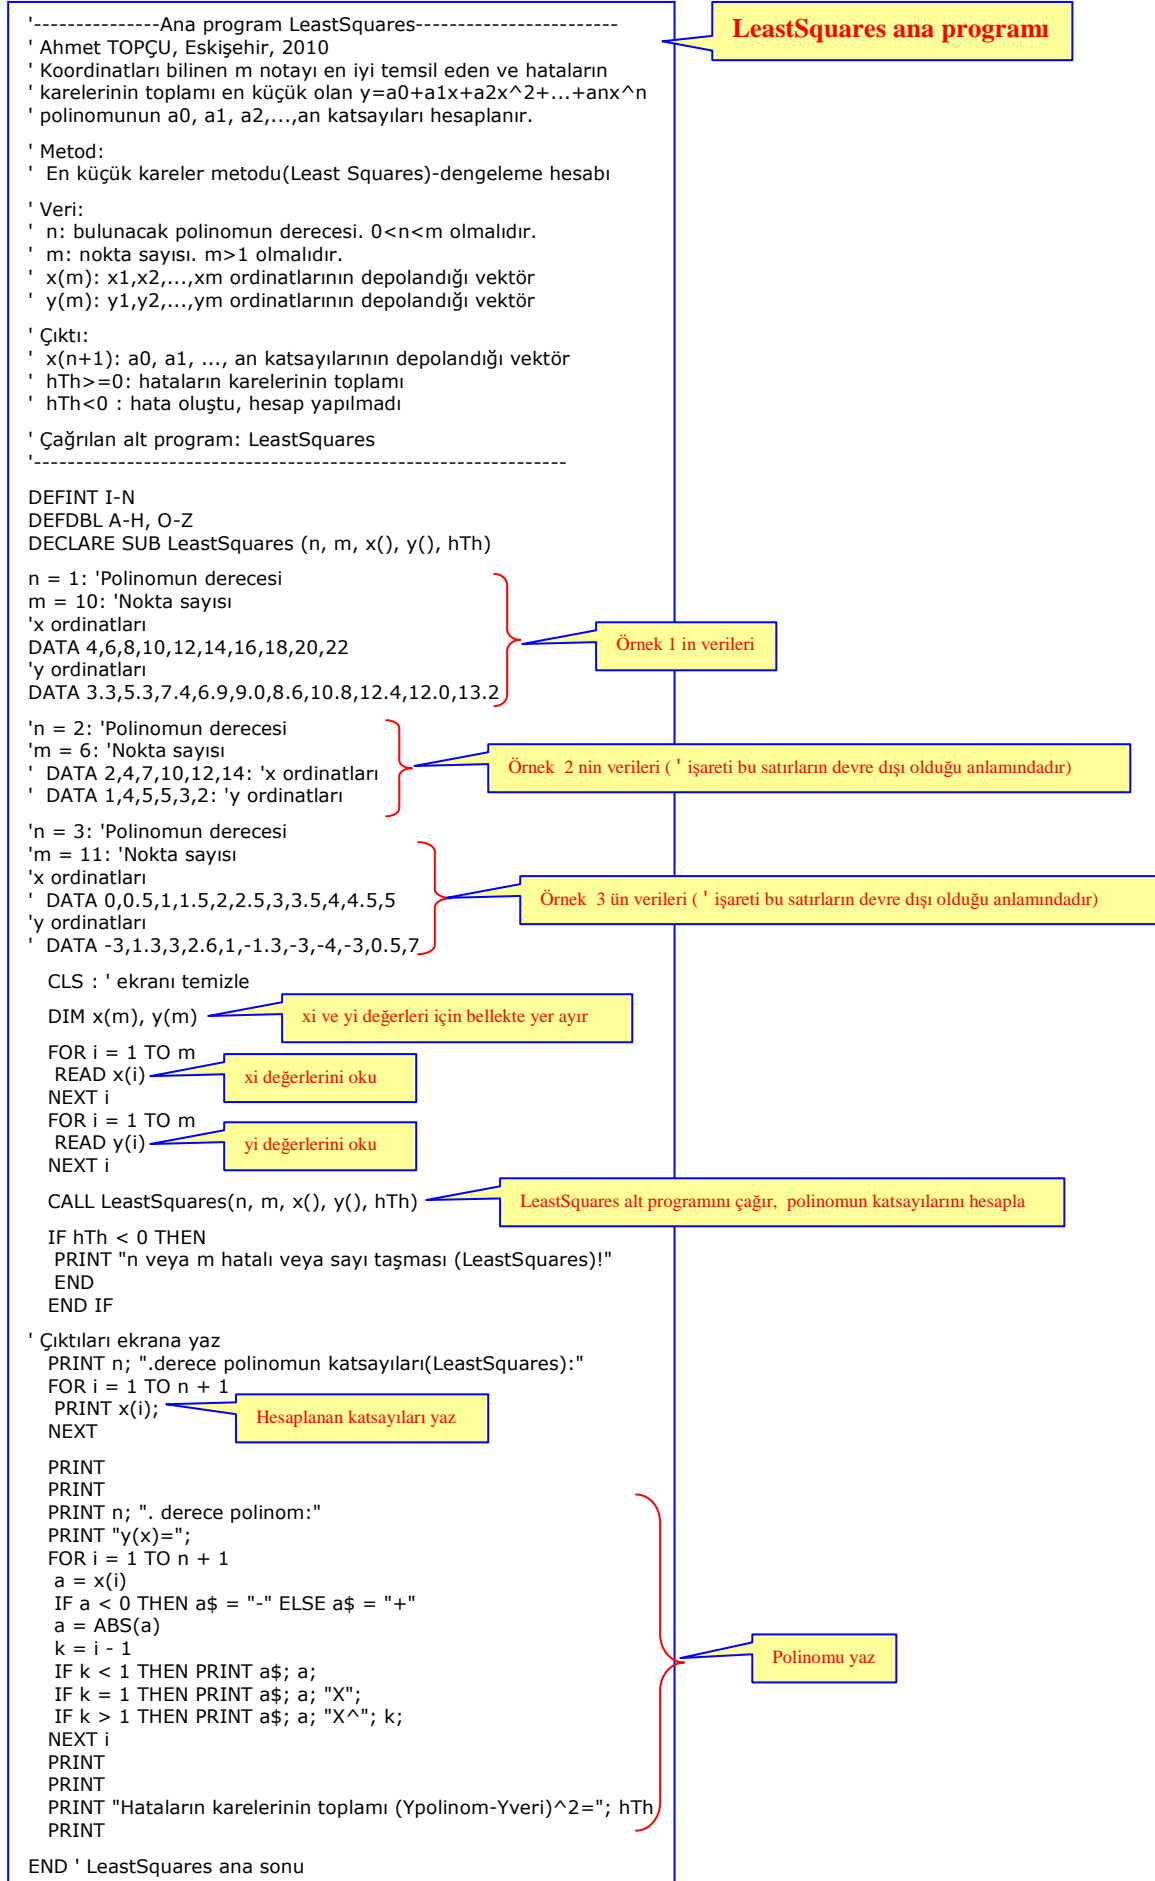 '---------------Ana program LeastSquares------------------------
LeastSquares ana programı
' Ahmet TOPÇU, Eskişehir, 2010
' Koordinatları bilinen m notayı en iyi temsil eden ve hataların
' karelerinin toplamı en küçük olan y=a0+a1x+a2x^2+...+anx^n
' polinomunun a0, a1, a2,...,an katsayıları hesaplanır.
' Metod:
'  En küçük kareler metodu(Least Squares)-dengeleme hesabı
' Veri:
'  n: bulunacak polinomun derecesi. 0<n<m olmalıdır.
'  m: nokta sayısı. m>1 olmalıdır.
'  x(m): x1,x2,...,xm ordinatlarının depolandığı vektör
'  y(m): y1,y2,...,ym ordinatlarının depolandığı vektör
' Çıktı:
'  x(n+1): a0, a1, ..., an katsayılarının depolandığı vektör
'  hTh>=0: hataların karelerinin toplamı
'  hTh<0 : hata oluştu, hesap yapılmadı
' Çağrılan alt program: LeastSquares
'---------------------------------------------------------------
DEFINT I-N
DEFDBL A-H, O-Z
DECLARE SUB LeastSquares (n, m, x(), y(), hTh)
n = 1: 'Polinomun derecesi
m = 10: 'Nokta sayısı
'x ordinatları
DATA 4,6,8,10,12,14,16,18,20,22
Örnek 1 in verileri
'y ordinatları
DATA 3.3,5.3,7.4,6.9,9.0,8.6,10.8,12.4,12.0,13.2
'n = 2: 'Polinomun derecesi
'm = 6: 'Nokta sayısı
'  DATA 2,4,7,10,12,14: 'x ordinatları
Örnek  2 nin verileri ( ' işareti bu satırların devre dışı olduğu anlamındadır)
'  DATA 1,4,5,5,3,2: 'y ordinatları
'n = 3: 'Polinomun derecesi
'm = 11: 'Nokta sayısı
'x ordinatları
'  DATA 0,0.5,1,1.5,2,2.5,3,3.5,4,4.5,5
Örnek  3 ün verileri ( ' işareti bu satırların devre dışı olduğu anlamındadır)
'y ordinatları
'  DATA -3,1.3,3,2.6,1,-1.3,-3,-4,-3,0.5,7
CLS : ' ekranı temizle
DIM x(m), y(m)
xi ve yi değerleri için bellekte yer ayır
FOR i = 1 TO m
READ x(i)
xi değerlerini oku
NEXT i
FOR i = 1 TO m
READ y(i)
yi değerlerini oku
NEXT i
CALL LeastSquares(n, m, x(), y(), hTh)
LeastSquares alt programını çağır,  polinomun katsayılarını hesapla
IF hTh < 0 THEN
PRINT "n veya m hatalı veya sayı taşması (LeastSquares)!"
END
END IF
' Çıktıları ekrana yaz
PRINT n; ".derece polinomun katsayıları(LeastSquares):"
FOR i = 1 TO n + 1
PRINT x(i);
Hesaplanan katsayıları yaz
NEXT
PRINT
PRINT
PRINT n; ". derece polinom:"
PRINT "y(x)=";
FOR i = 1 TO n + 1
a = x(i)
IF a < 0 THEN a$ = "-" ELSE a$ = "+"
a = ABS(a)
k = i - 1
IF k < 1 THEN PRINT a$; a;
Polinomu yaz
IF k = 1 THEN PRINT a$; a; "X";
IF k > 1 THEN PRINT a$; a; "X^"; k;
NEXT i
PRINT
PRINT
PRINT "Hataların karelerinin toplamı (Ypolinom-Yveri)^2="; hTh
PRINT
END ' LeastSquares ana sonu